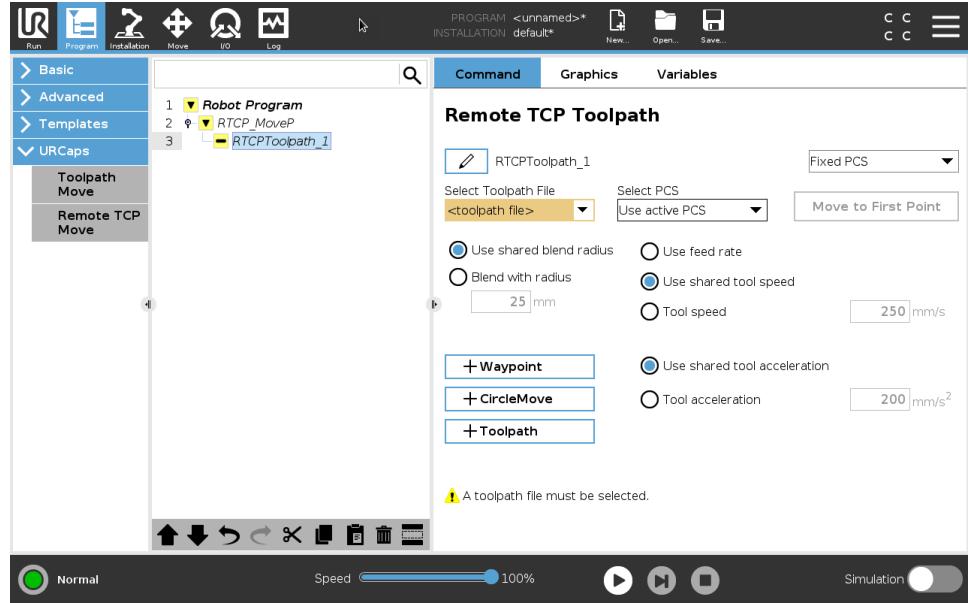 PROGRAM <unnamed>*
INSTALLATION default*
UR
Run Program Installation Move I/O Log
New... Open... Save...
C C
C C
Basic
Advanced
Templates
URCaps
Toolpath
Move
Remote TCP
Move
1 Robot Program
2 RTCP_MoveP
3 RTCPToolpath_1
Command Graphics Variables
Remote TCP Toolpath
RTCPToolpath_1 Fixed PCS
Select Toolpath File Select PCS
<toolpath file> Use active PCS Move to First Point
Use shared blend radius Use feed rate
Blend with radius Use shared tool speed
25 mm Tool speed 250 mm/s
+ Waypoint Use shared tool acceleration
+ CircleMove Tool acceleration 200 mm/s²
+ Toolpath
A toolpath file must be selected.
Normal Speed 100% Simulation